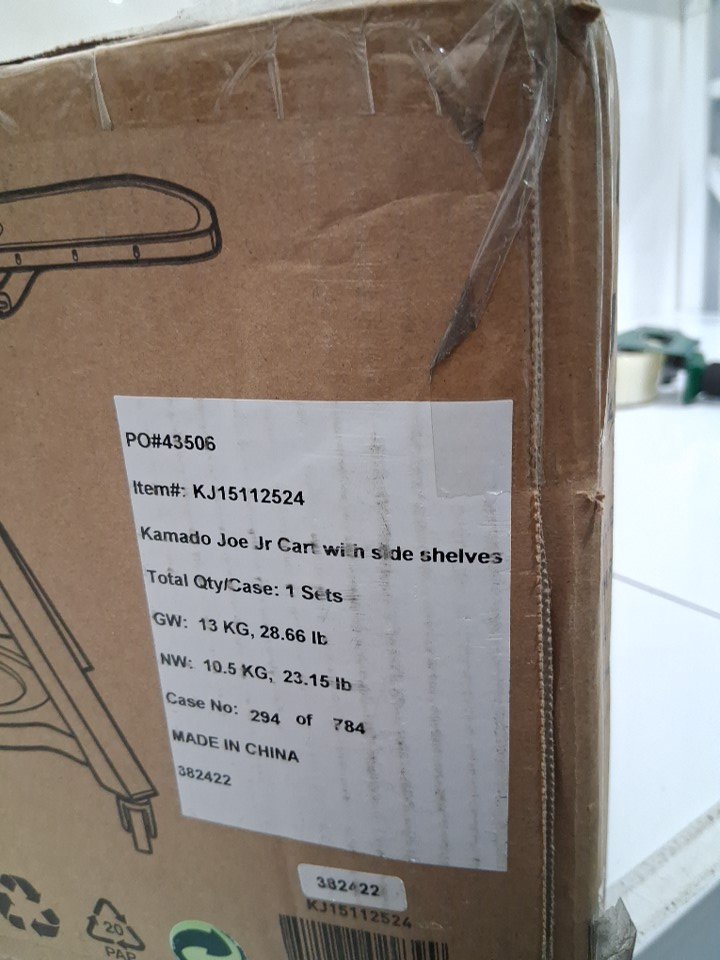 PO#43506
Item#: KJ15112524
Kamado Joe Jr Cart with side shelves
Total Qty/Case: 1 Sets
GW: 13 KG, 28.66 lb
NW: 10.5 KG, 23.15 lb
Case No: 294 of 784
MADE IN CHINA
382422
382422
KJ15112524
20
PAP